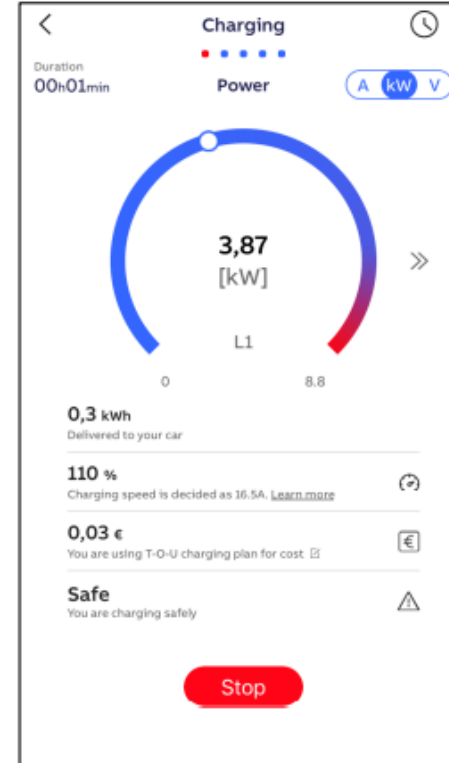 Charging
Duration
00h01min
Power
A kW V
3,87
[kW]
L1
0
8.8
0,3 kWh
Delivered to your car
110 %
Charging speed is decided as 16.5A. Learn more
0,03 €
You are using T-O-U charging plan for cost
€
Safe
You are charging safely
Stop